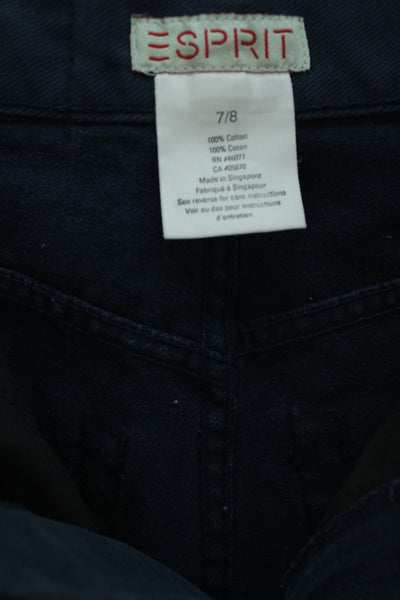 ESPRIT
7/8
100% Cotton
100% Coton
RN #46077
CA #05870
Made in Singapore
Fabriqué à Singapour
See reverse for care instructions
Voir au dos pour instructions
d'entretien